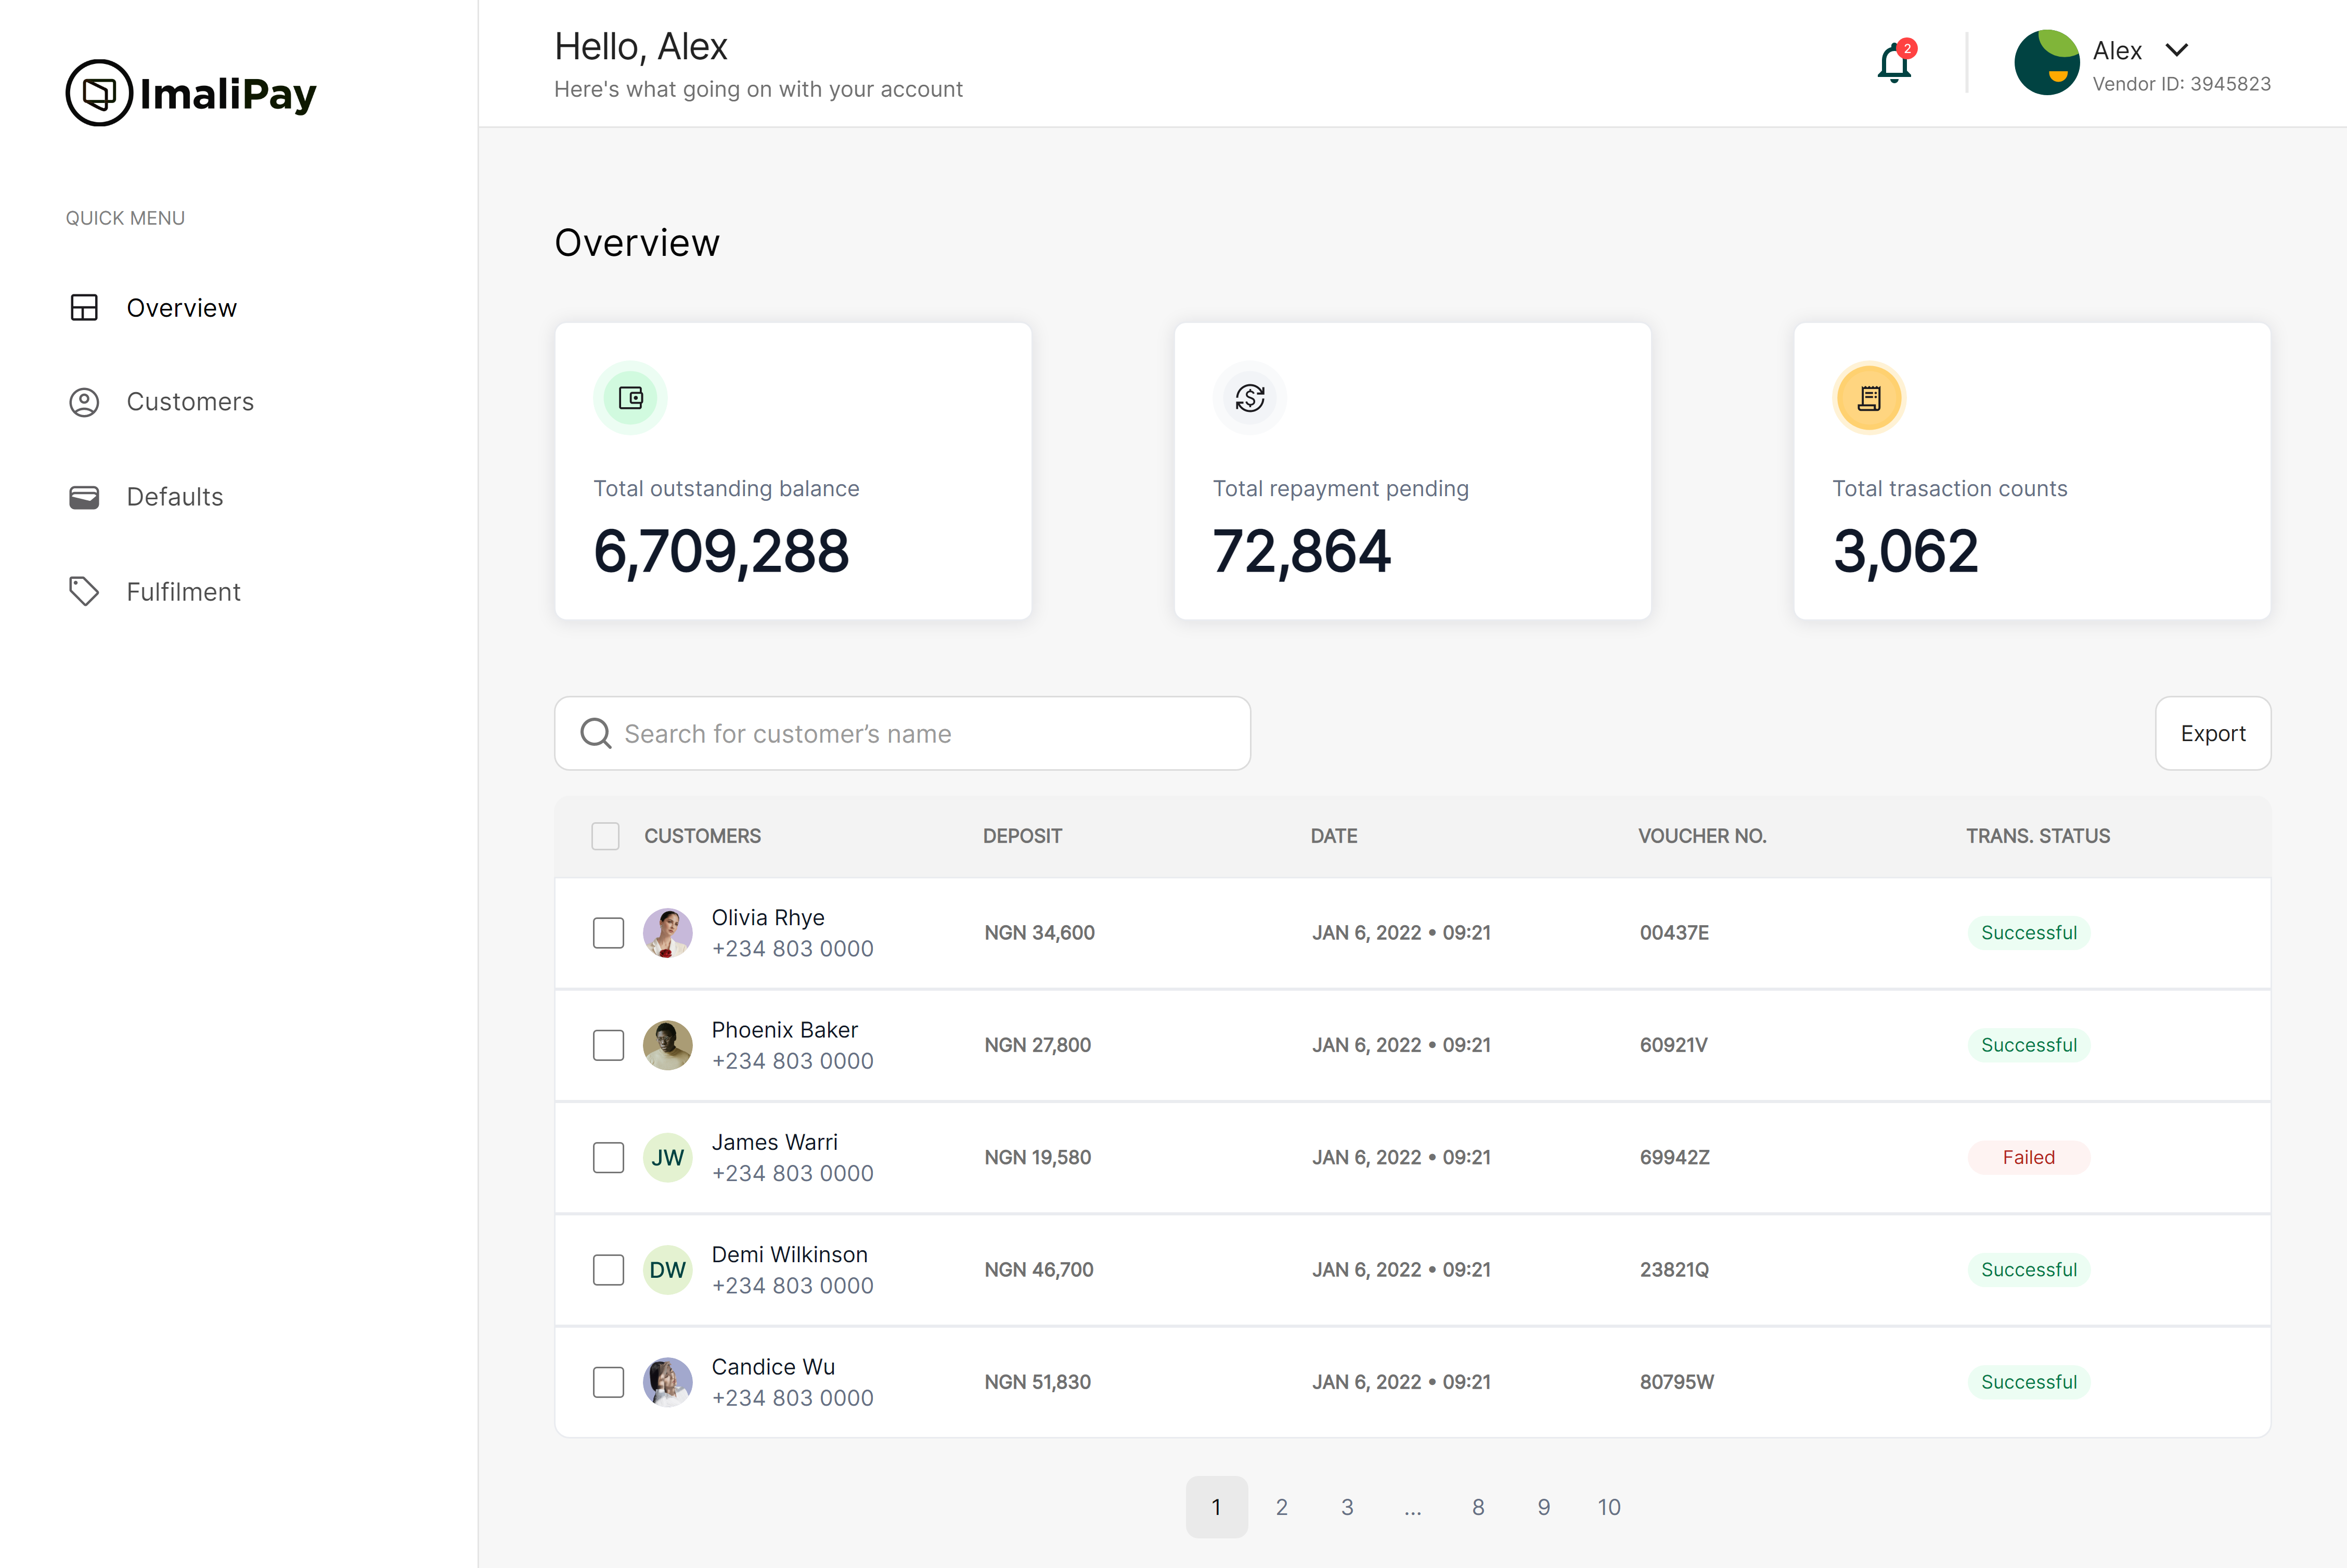 ImaliPay
QUICK MENU
Overview
Customers
Defaults
Fulfilment
Hello, Alex
Here's what going on with your account
2
Alex
Vendor ID: 3945823
Overview
Total outstanding balance
6,709,288
Total repayment pending
72,864
Total trasaction counts
3,062
Search for customer’s name
Export
CUSTOMERS DEPOSIT DATE VOUCHER NO. TRANS. STATUS
Olivia Rhye
+234 803 0000
NGN 34,600 JAN 6, 2022 • 09:21 00437E Successful
Phoenix Baker
+234 803 0000
NGN 27,800 JAN 6, 2022 • 09:21 60921V Successful
JW
James Warri
+234 803 0000
NGN 19,580 JAN 6, 2022 • 09:21 69942Z Failed
DW
Demi Wilkinson
+234 803 0000
NGN 46,700 JAN 6, 2022 • 09:21 23821Q Successful
Candice Wu
+234 803 0000
NGN 51,830 JAN 6, 2022 • 09:21 80795W Successful
1 2 3 ... 8 9 10